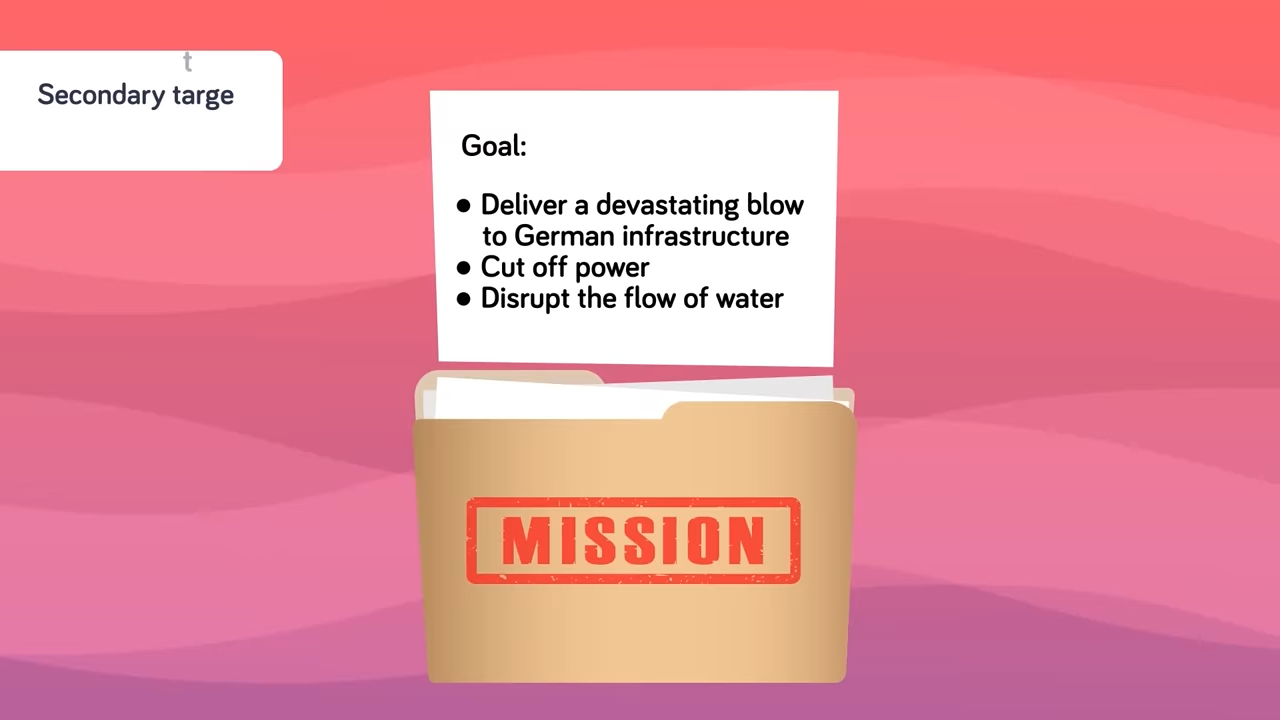 Secondary targe
t
Goal:
● Deliver a devastating blow
to German infrastructure
● Cut off power
● Disrupt the flow of water
MISSION